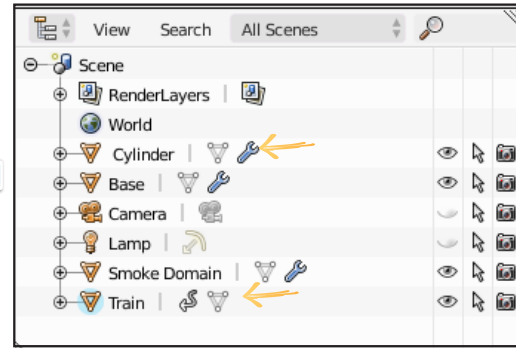 View Search All Scenes
Scene
RenderLayers
World
Cylinder
Base
Camera
Lamp
Smoke Domain
Train